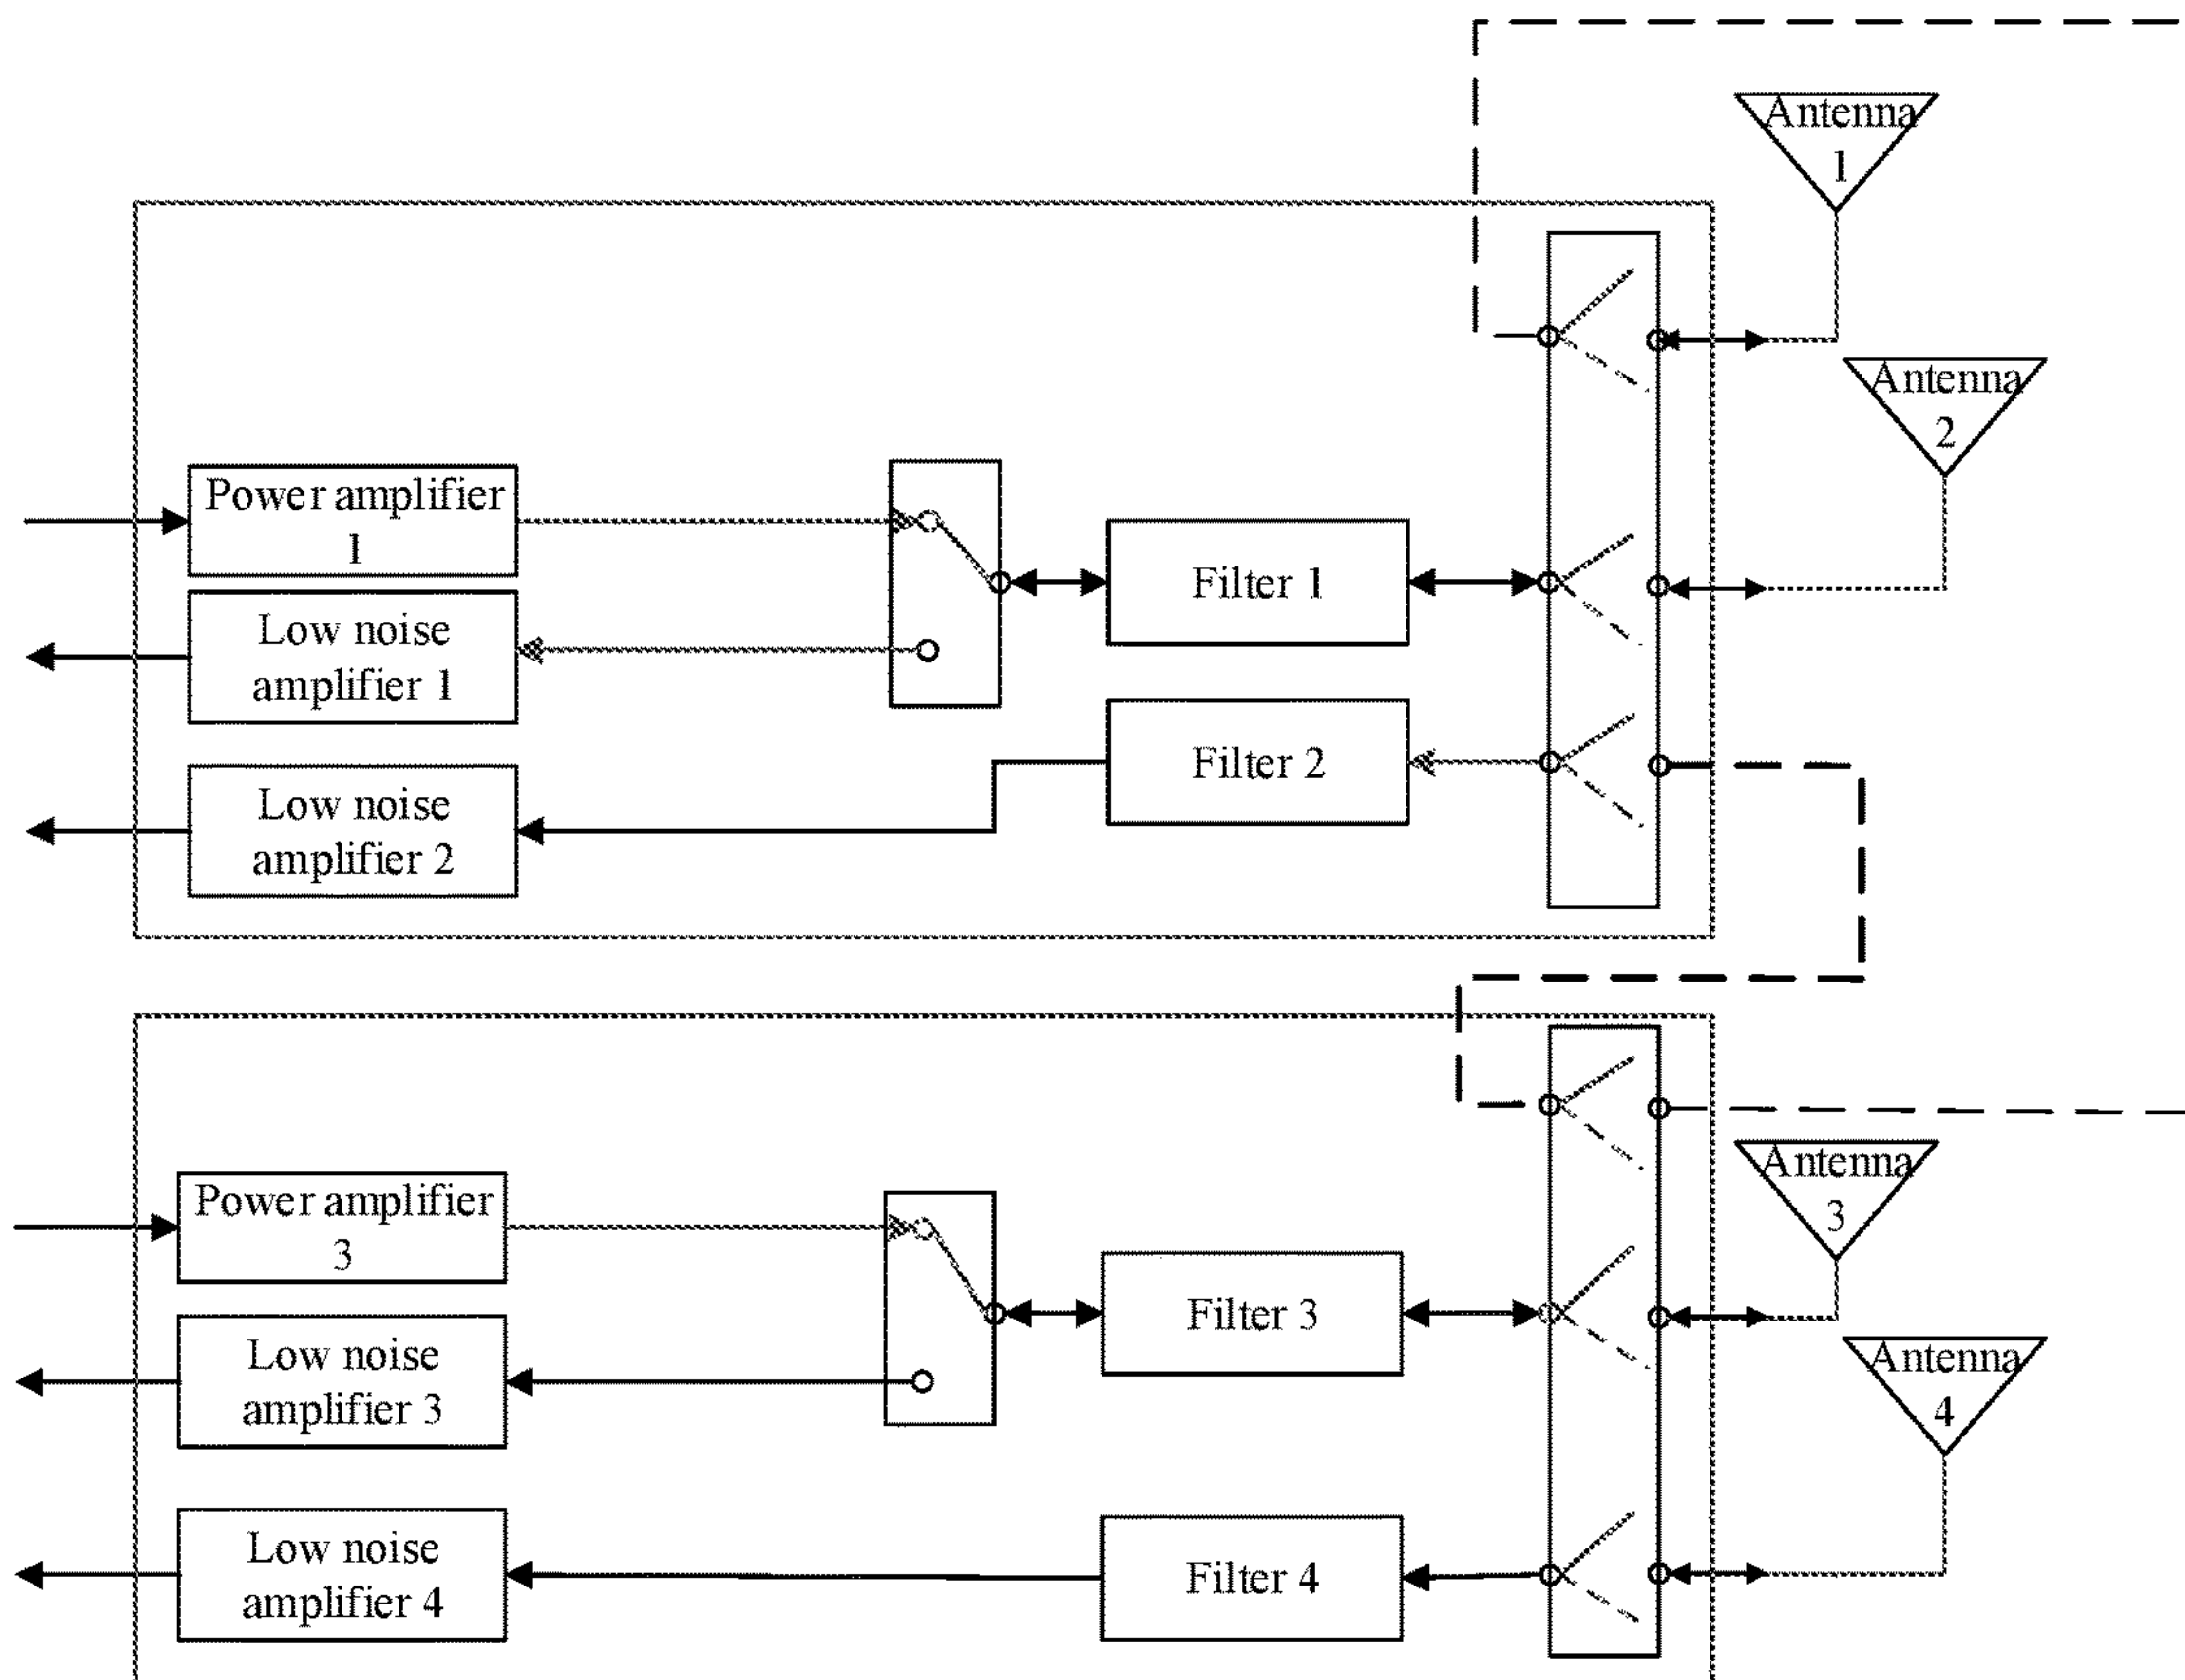 Antenna
1
Antenna
2
Power amplifier
1
Filter 1
Low noise
amplifier 1
Filter 2
Low noise
amplifier 2
Antenna
3
Power amplifier
3
Filter 3
Low noise
amplifier 3
Antenna
4
Low noise
amplifier 4
Filter 4